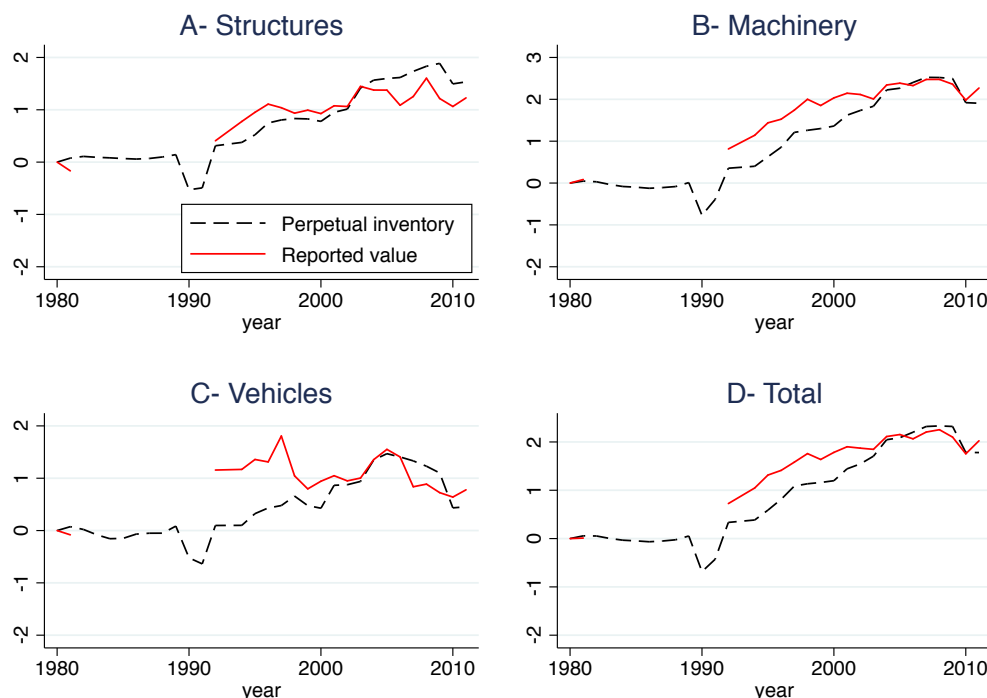 A- Structures
2
1
0
-1
-2
Perpetual inventory
Reported value
1980 1990 2000 2010
year
B- Machinery
3
2
1
0
-1
-2
1980 1990 2000 2010
year
C- Vehicles
2
1
0
-1
-2
1980 1990 2000 2010
year
D- Total
2
1
0
-1
-2
1980 1990 2000 2010
year